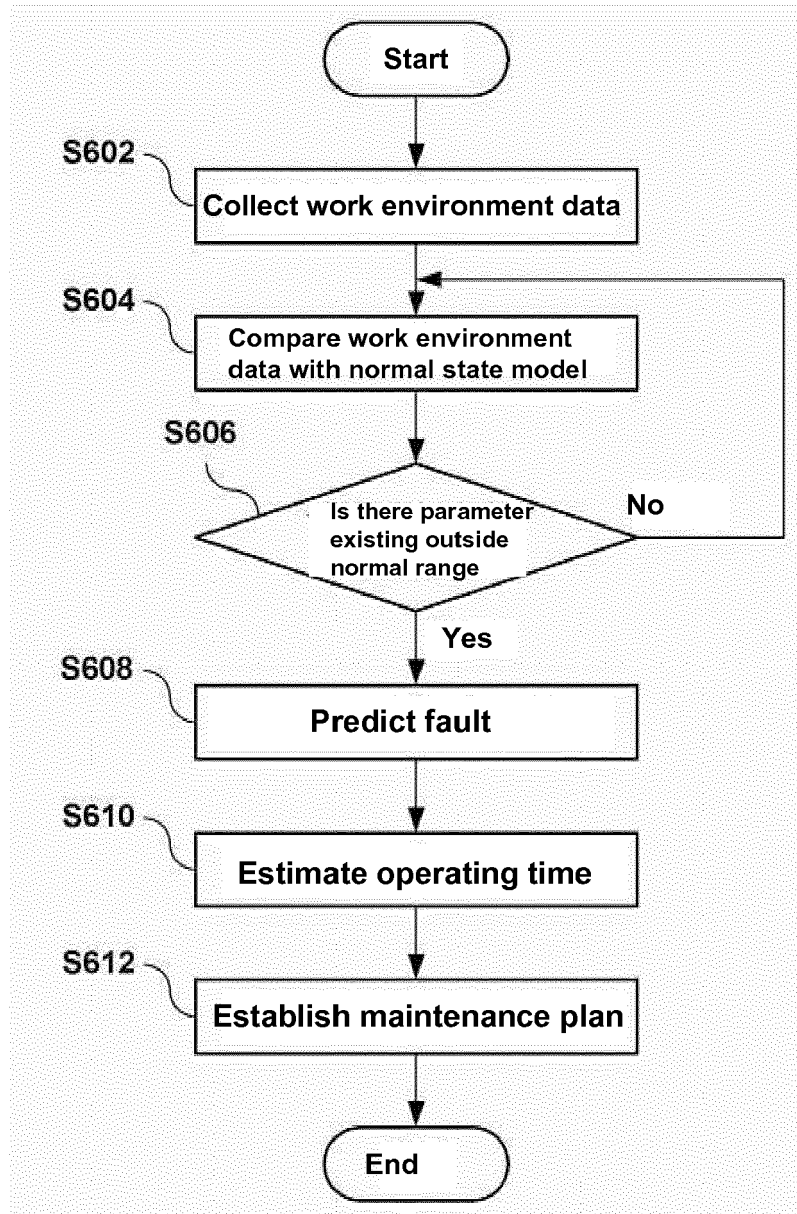 Start
S602
Collect work environment data
S604
Compare work environment
data with normal state model
S606
Is there parameter
existing outside
normal range
No
Yes
S608
Predict fault
S610
Estimate operating time
S612
Establish maintenance plan
End